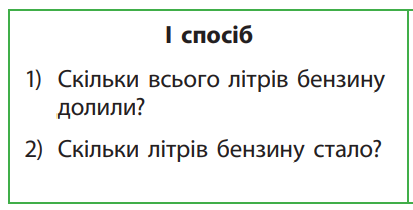 І спосіб
1) Скільки всього літрів бензину
долили?
2) Скільки літрів бензину стало?